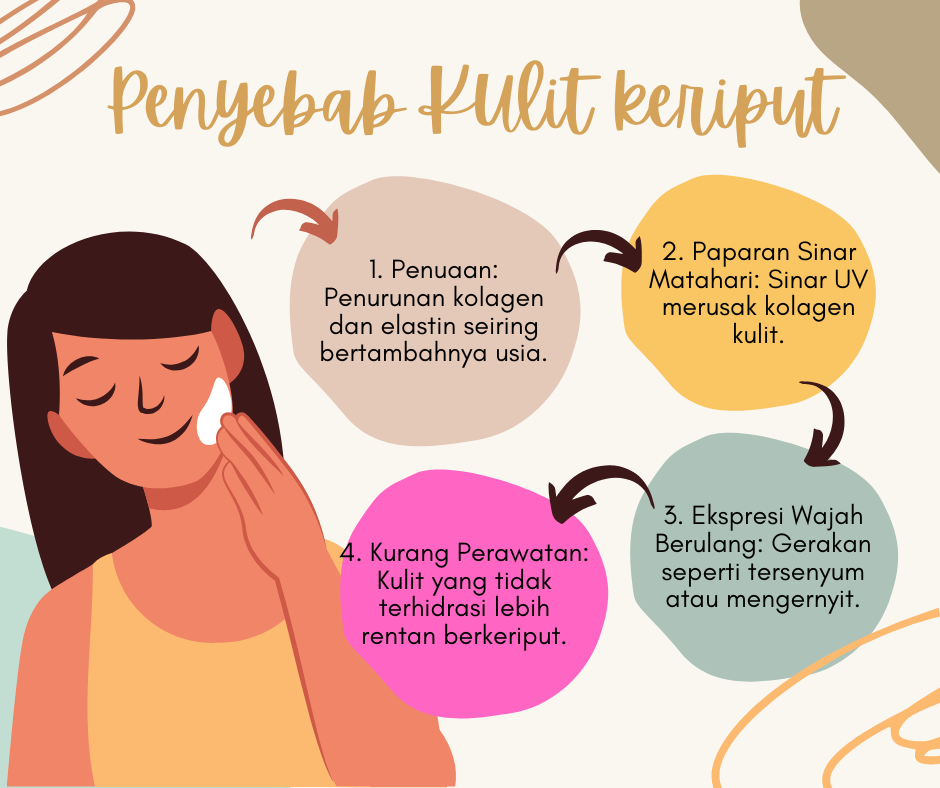 Penyebab Kulit keriput
1. Penuaan:
Penurunan kolagen
dan elastin seiring
bertambahnya usia.
2. Paparan Sinar
Matahari: Sinar UV
merusak kolagen
kulit.
3. Ekspresi Wajah
Berulang: Gerakan
seperti tersenyum
atau mengernyit.
4. Kurang Perawatan:
Kulit yang tidak
terhidrasi lebih
rentan berkeriput.